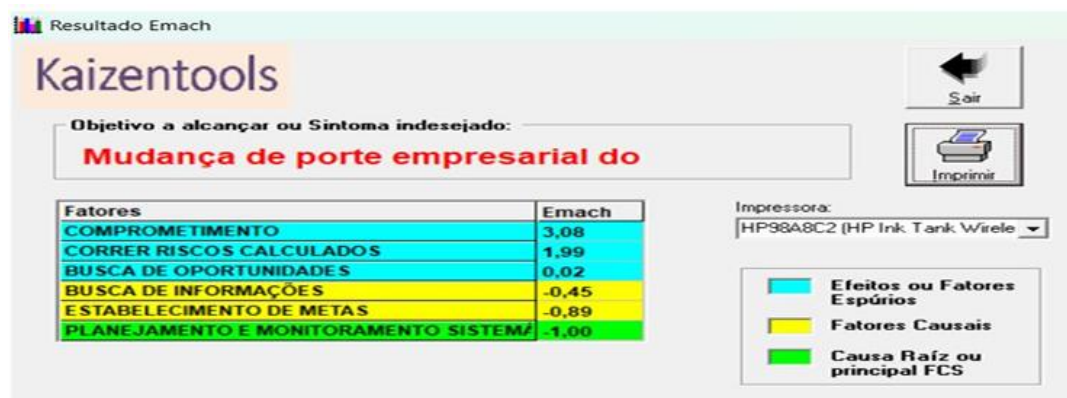 Resultado Emach
Kaizentools
Sair
Objetivo a alcançar ou Sintoma indesejado:
Mudança de porte empresarial do
Imprimir
Fatores Emach
COMPROMETIMENTO 3,08
CORRER RISCOS CALCULADOS 1,99
BUSCA DE OPORTUNIDADES 0,02
BUSCA DE INFORMAÇÕES -0,45
ESTABELECIMENTO DE METAS -0,89
PLANEJAMENTO E MONITORAMENTO SISTEMÁ -1,00
Impressora:
HP98A8C2 (HP Ink Tank Wirele
Efeitos ou Fatores
Espúrios
Fatores Causais
Causa Raíz ou
principal FCS